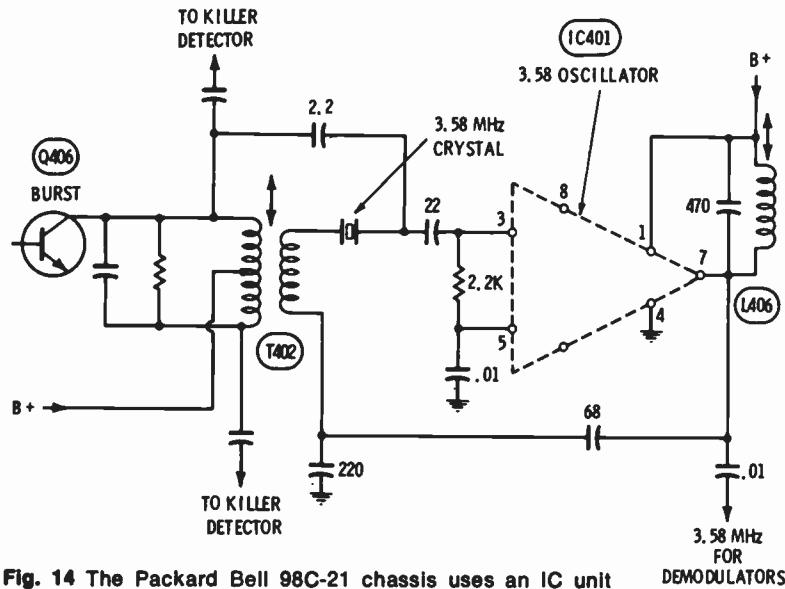 TO KILLER
DETECTOR
IC401
3.58 OSCILLATOR
B+
2.2
3.58 MHz
CRYSTAL
Q406
BURST
8
22
3
1
470
7
2.2K
L406
4
5
T402
.01
B+
68
220
.01
TO KILLER
DETECTOR
3.58 MHz
FOR
DEMODULATORS
Fig. 14 The Packard Bell 98C-21 chassis uses an IC unit